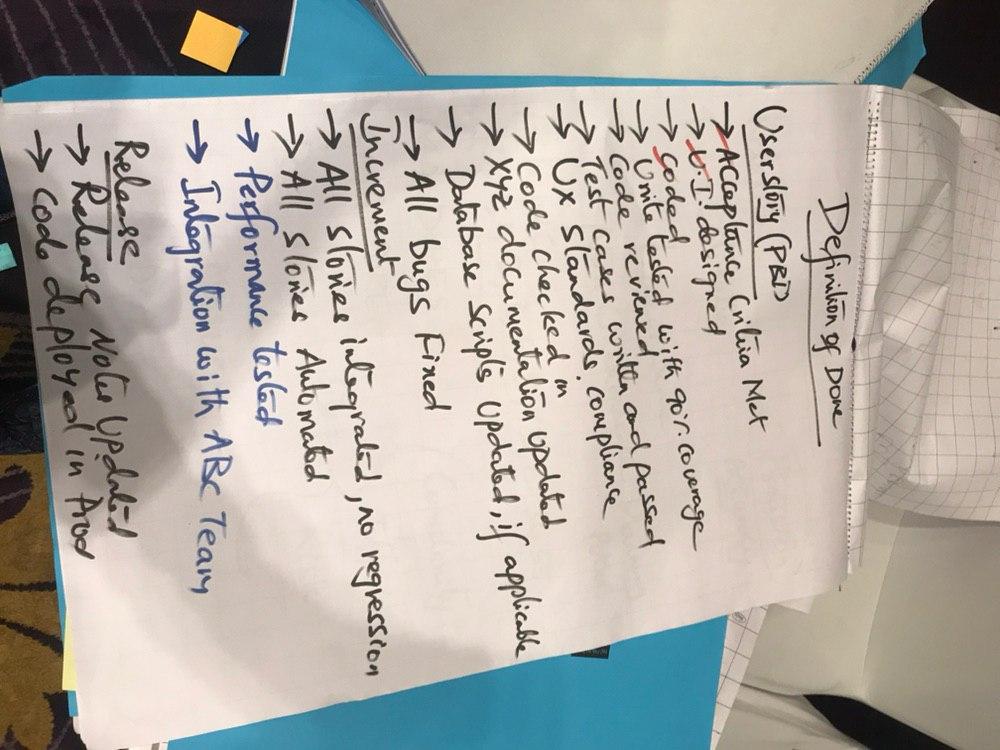 Definition of Done
User story (PBI)
→ Acceptance Criteria Met
→ U.I designed
→ Coded
→ Unite tested with 90% coverage
→ Code reviewed
→ Test cases written and passed
→ UX standards compliance
→ Code checked in
→ XYZ documentation updated
→ Database Scripts Updated, if applicable
→ All bugs Fixed
Increment
→ All stories integrated, no regression
→ All stories Automated
→ Performance tested
→ Integration with ABC Team
Release
→ Release Notes Updated
→ Code deployed in Prod